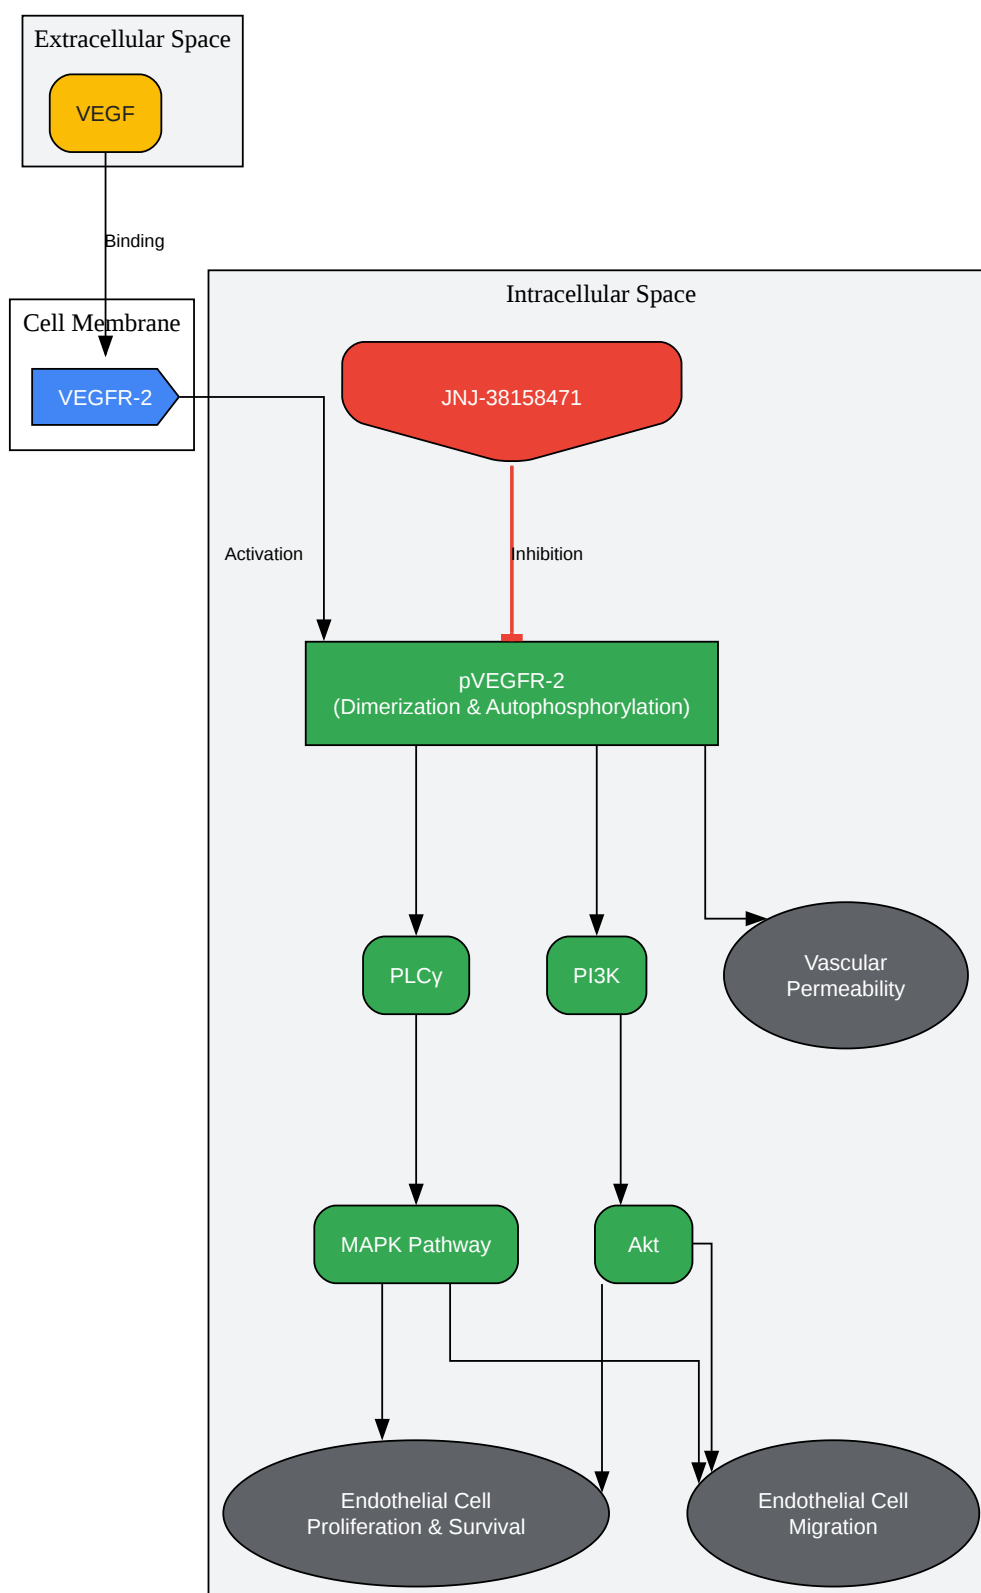 Extracellular Space
VEGF
Binding
Cell Membrane
VEGFR-2
Intracellular Space
JNJ-38158471
Activation
Inhibition
pVEGFR-2
(Dimerization & Autophosphorylation)
PLCγ
PI3K
Vascular
Permeability
MAPK Pathway
Akt
Endothelial Cell
Proliferation & Survival
Endothelial Cell
Migration